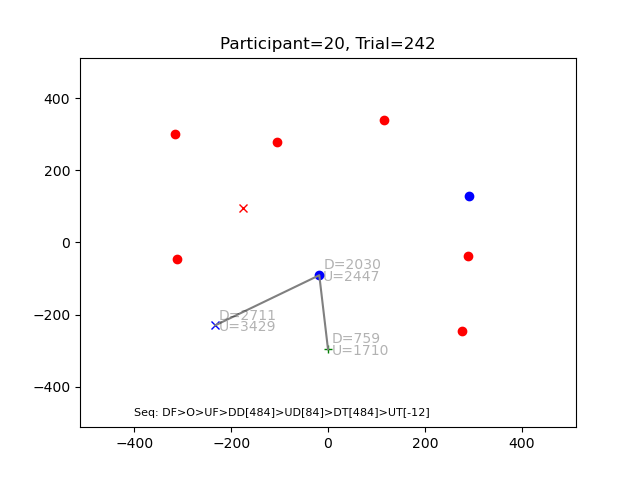 Participant=20, Trial=242
400
200
0
−200
−400
D=2030
U=2447
D=2711
U=3429
D=759
U=1710
Seq: DF>O>UF>DD[484]>UD[84]>DT[484]>UT[-12]
−400 −200 0 200 400